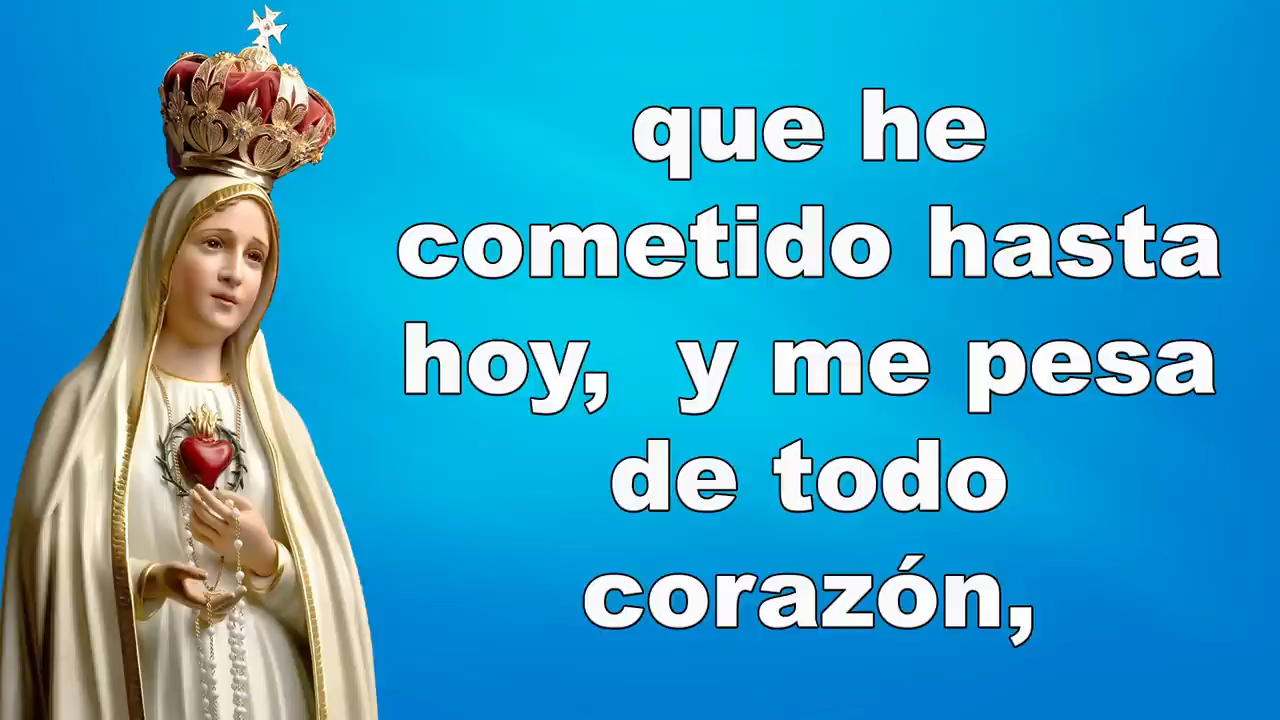 que he
cometido hasta
hoy,  y me pesa
de todo
corazón,